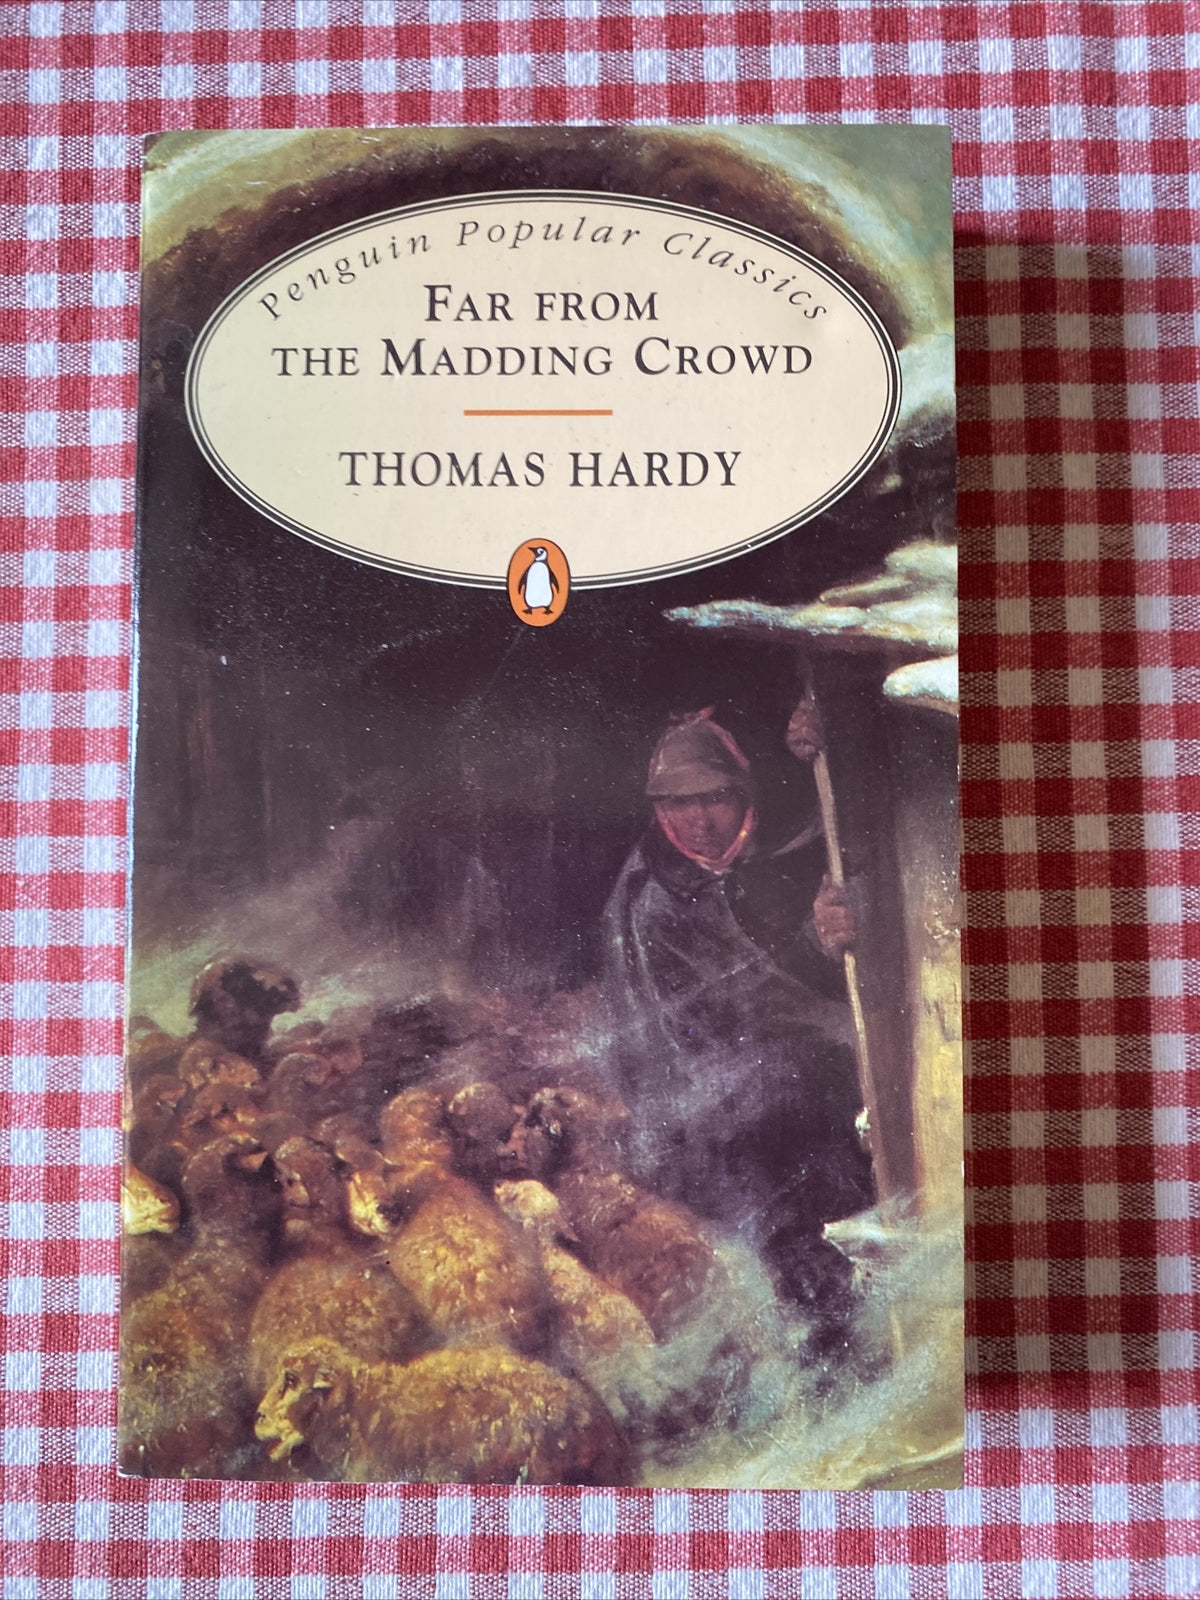 Penguin Popular Classics
FAR FROM
THE MADDING CROWD
THOMAS HARDY